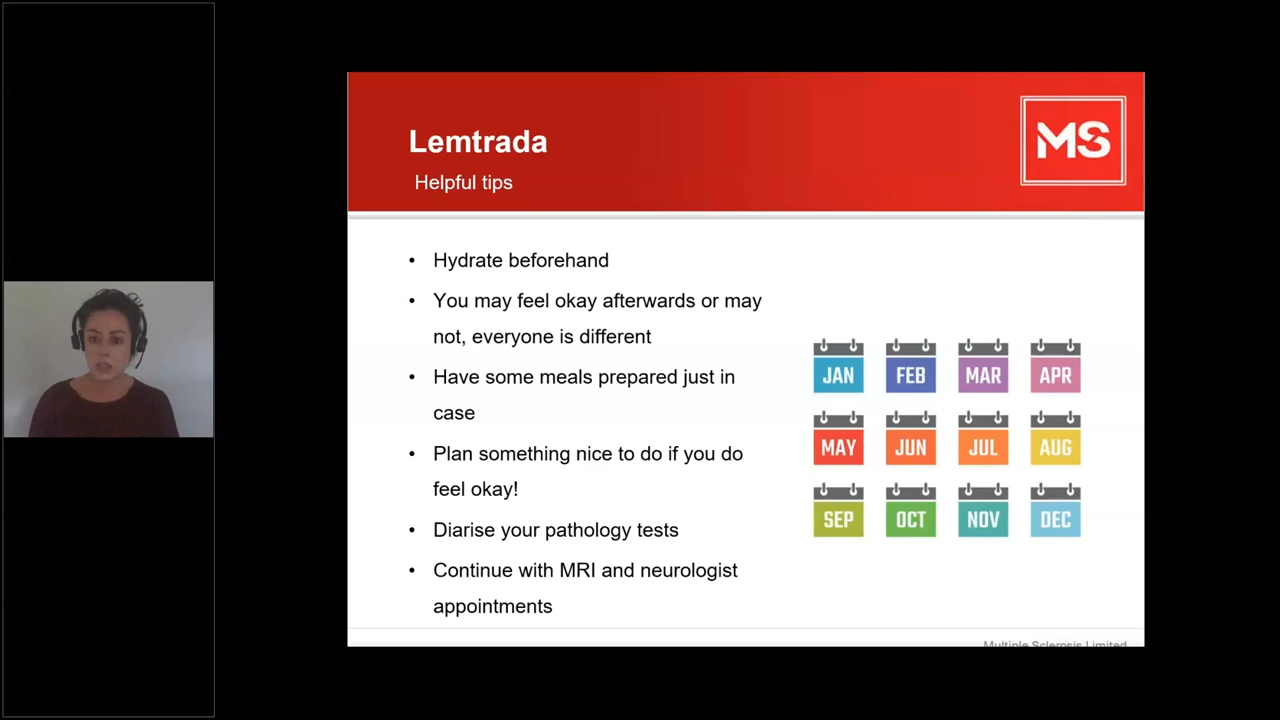 Lemtrada
Helpful tips
MS
• Hydrate beforehand
• You may feel okay afterwards or may
not, everyone is different
• Have some meals prepared just in
case
• Plan something nice to do if you do
feel okay!
• Diarise your pathology tests
• Continue with MRI and neurologist
appointments
JAN FEB MAR APR
MAY JUN JUL AUG
SEP OCT NOV DEC
Multiple Sclerosis Limited